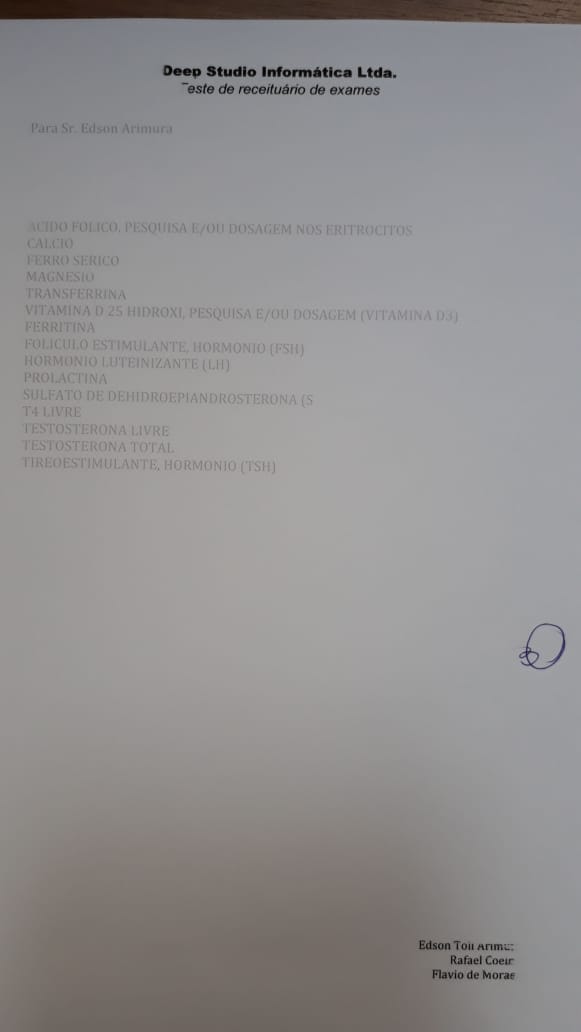 Deep Studio Informática Ltda.
Teste de receituário de exames
Para Sr. Edson Arimura
ACIDO FOLICO, PESQUISA E/OU DOSAGEM NOS ERITROCITOS
CALCIO
FERRO SERICO
MAGNESIO
TRANSFERRINA
VITAMINA D 25 HIDROXI, PESQUISA E/OU DOSAGEM (VITAMINA D3)
FERRITINA
FOLICULO ESTIMULANTE, HORMONIO (FSH)
HORMONIO LUTEINIZANTE (LH)
PROLACTINA
SULFATO DE DEHIDROEPIANDROSTERONA (S
T4 LIVRE
TESTOSTERONA LIVRE
TESTOSTERONA TOTAL
TIREOESTIMULANTE, HORMONIO (TSH)
Edson
Rafael
Flavio de Morae